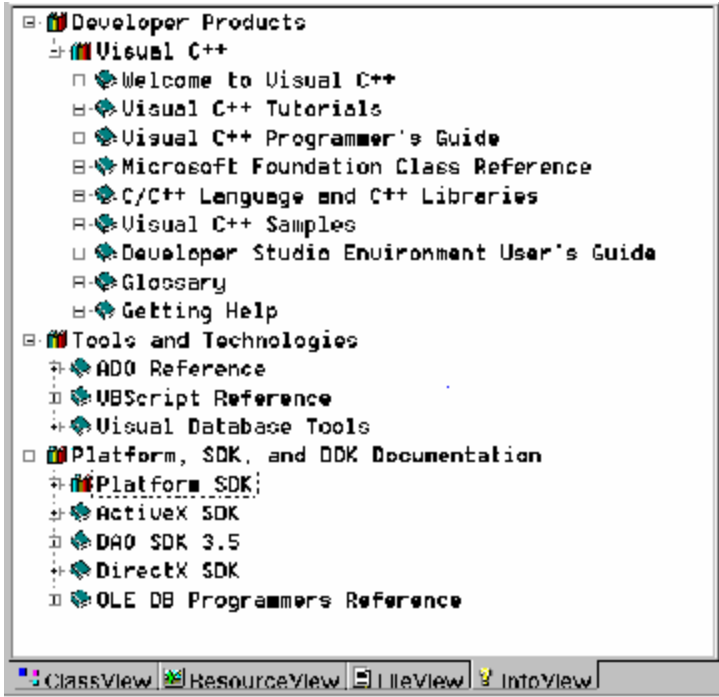 Developer Products
Visual C++
Welcome to Visual C++
Visual C++ Tutorials
Visual C++ Programmer's Guide
Microsoft Foundation Class Reference
C/C++ Language and C++ Libraries
Visual C++ Samples
Developer Studio Environment User's Guide
Glossary
Getting Help
Tools and Technologies
ADO Reference
VBScript Reference
Visual Database Tools
Platform, SDK, and DDK Documentation
Platform SDK
ActiveX SDK
DAO SDK 3.5
DirectX SDK
OLE DB Programmers Reference
ClassView ResourceView FileView InfoView